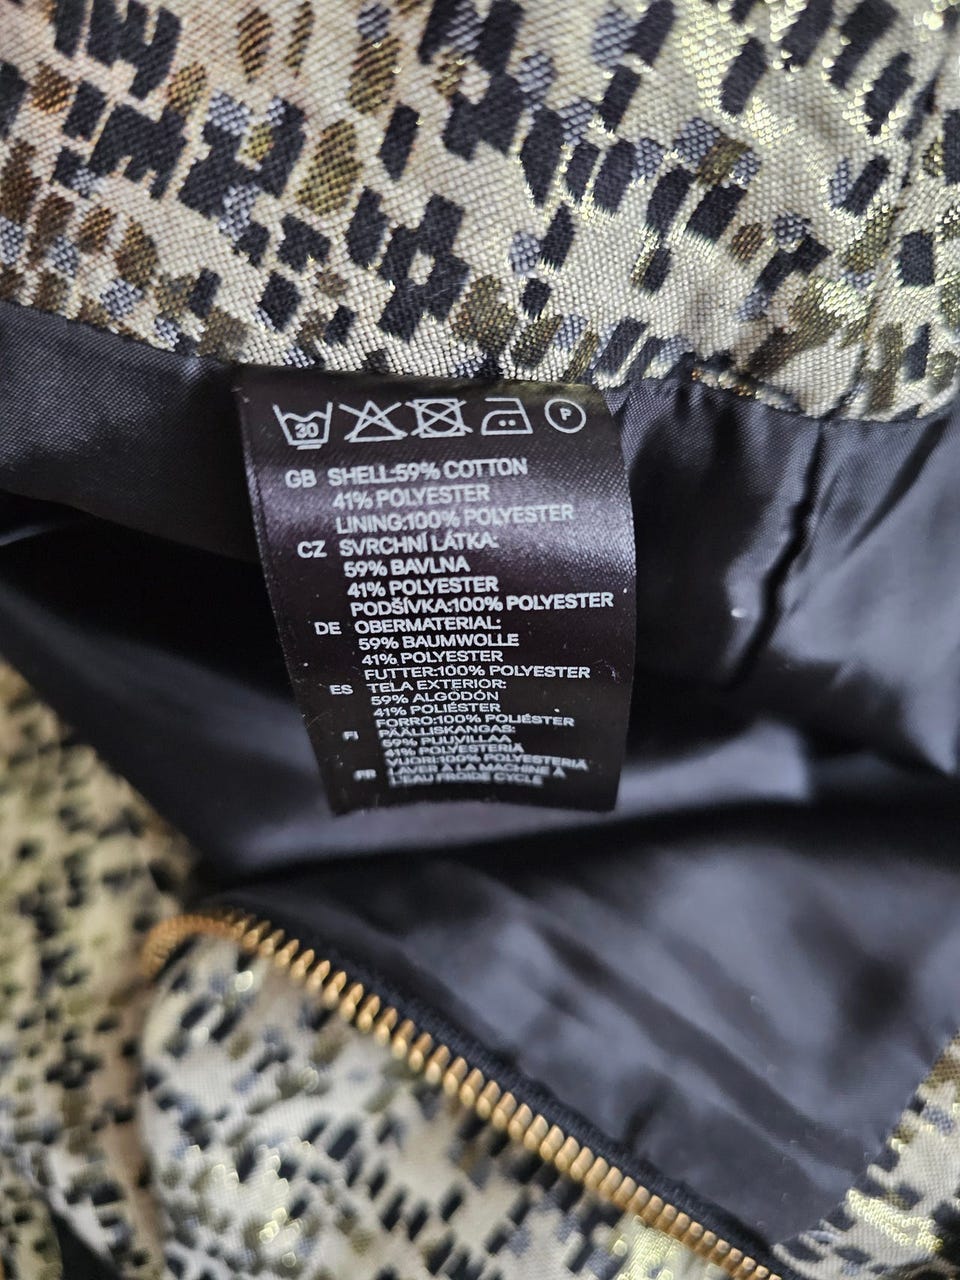 30 P
GB SHELL:59% COTTON
41% POLYESTER
LINING:100% POLYESTER
CZ SVRCHNÍ LÁTKA:
59% BAVLNA
41% POLYESTER
PODŠÍVKA:100% POLYESTER
DE OBERMATERIAL:
59% BAUMWOLLE
41% POLYESTER
FUTTER:100% POLYESTER
ES TELA EXTERIOR:
59% ALGODÓN
41% POLIÉSTER
FORRO:100% POLIÉSTER
FI PÄÄLLISKANGAS:
59% PUUVILLAA
41% POLYESTERIÄ
VUORI:100% POLYESTERIÄ
FR LAVER À LA MACHINE À
L'EAU FROIDE CYCLE